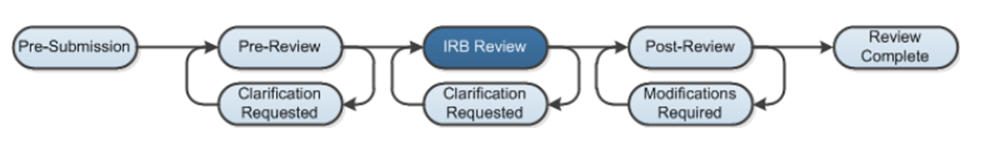 Pre-Submission
Pre-Review
IRB Review
Post-Review
Review
Complete
Clarification
Requested
Clarification
Requested
Modifications
Required